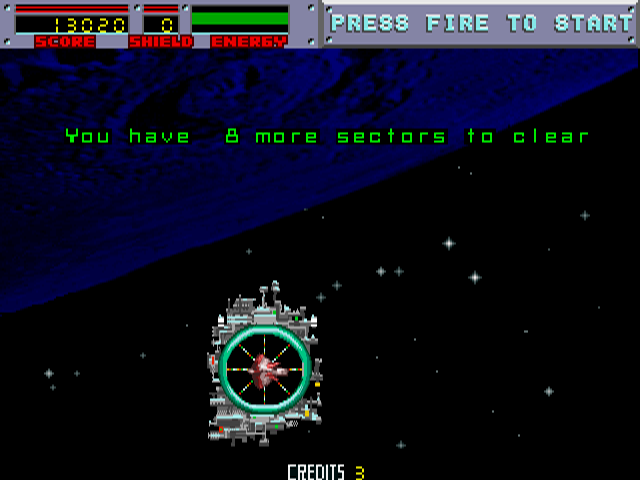 13020 0 PRESS FIRE TO START
SCORE SHIELD ENERGY
You have 8 more sectors to clear
CREDITS 3